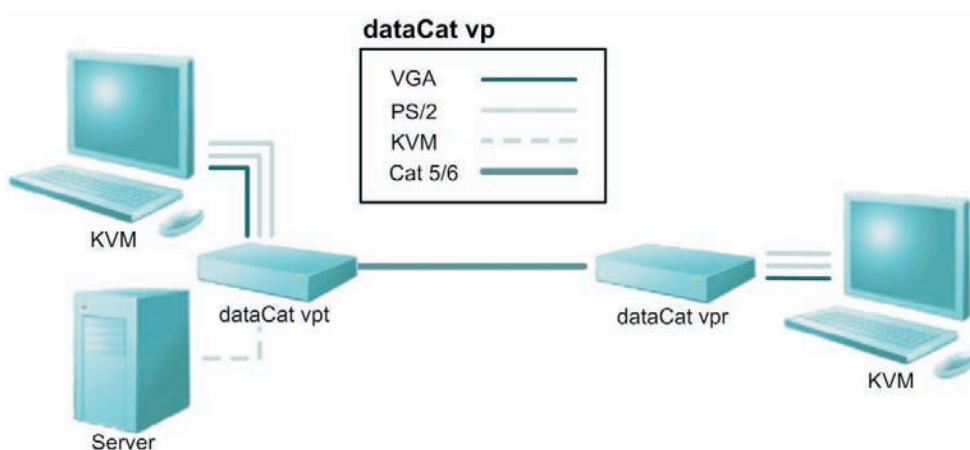 dataCat vp
VGA
PS/2
KVM
Cat 5/6
KVM
dataCat vpt
dataCat vpr
KVM
Server